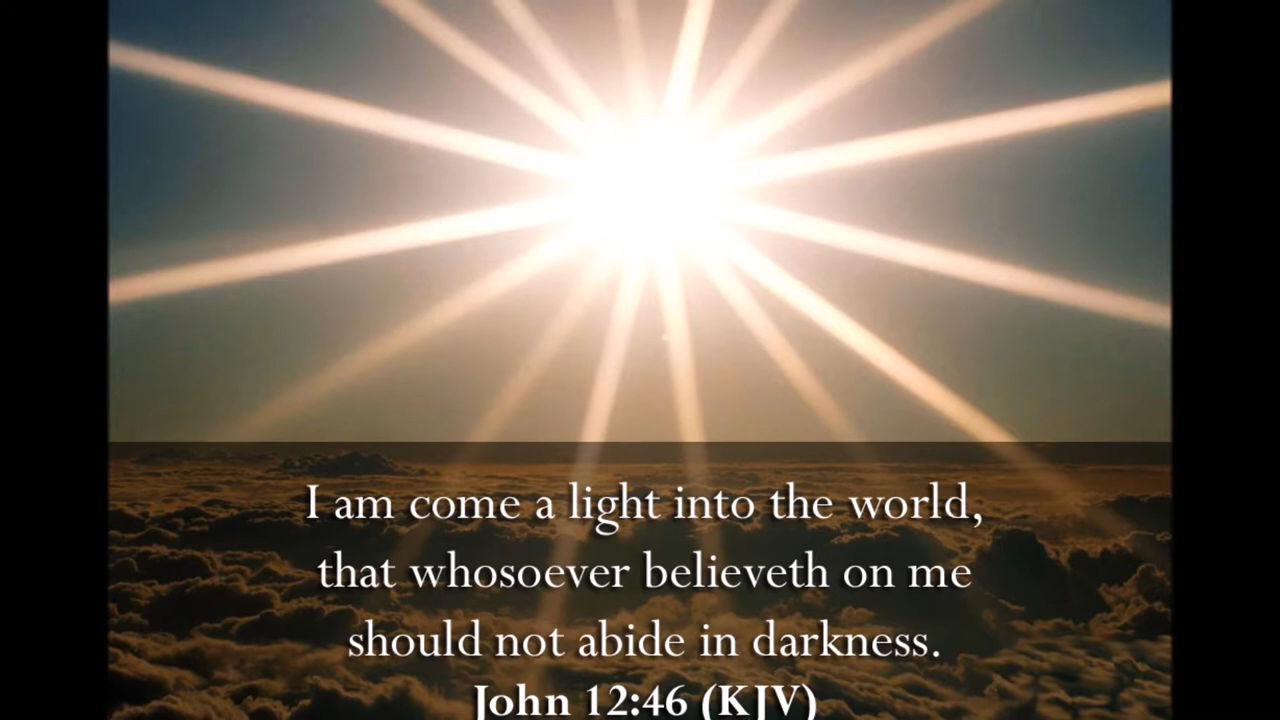 I am come a light into the world,
that whosoever believeth on me
should not abide in darkness.
John 12:46 (KJV)